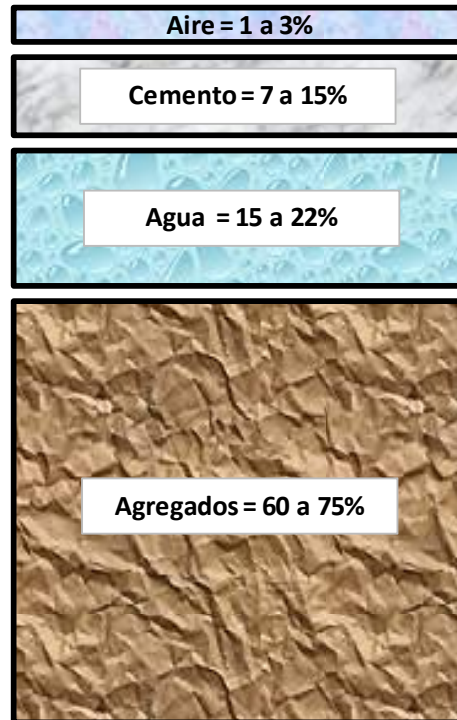 Aire = 1 a 3%
Cemento = 7 a 15%
Agua = 15 a 22%
Agregados = 60 a 75%